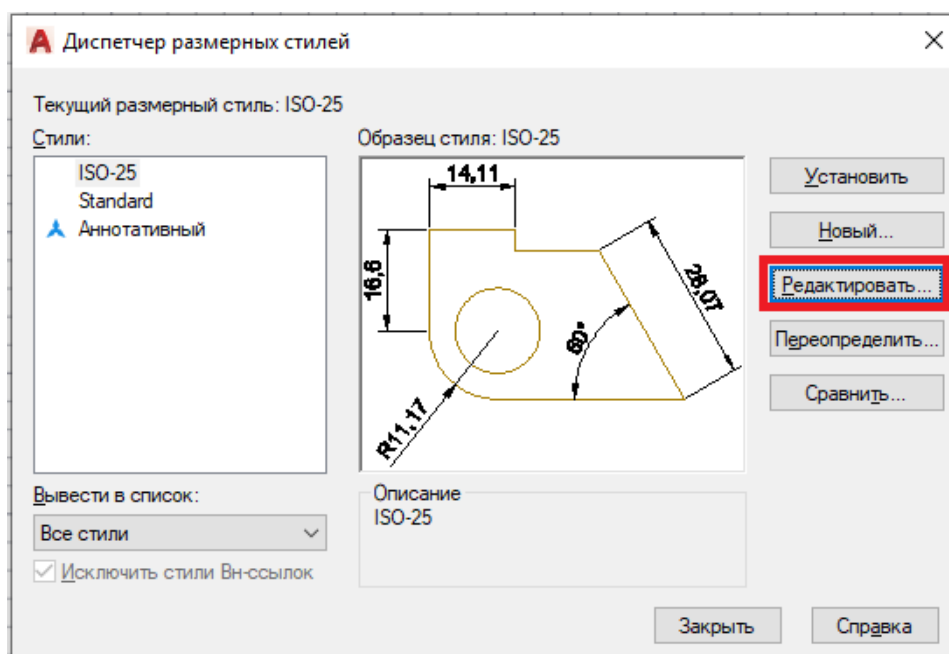 Диспетчер размерных стилей
Текущий размерный стиль: ISO-25
Стили:
ISO-25
Standard
Аннотативный
Образец стиля: ISO-25
14,11
16,6
28,07
60°
R11,17
Установить
Новый...
Редактировать...
Переопределить...
Сравнить...
Вывести в список:
Все стили
Исключить стили Вн-ссылок
Описание
ISO-25
Закрыть
Справка